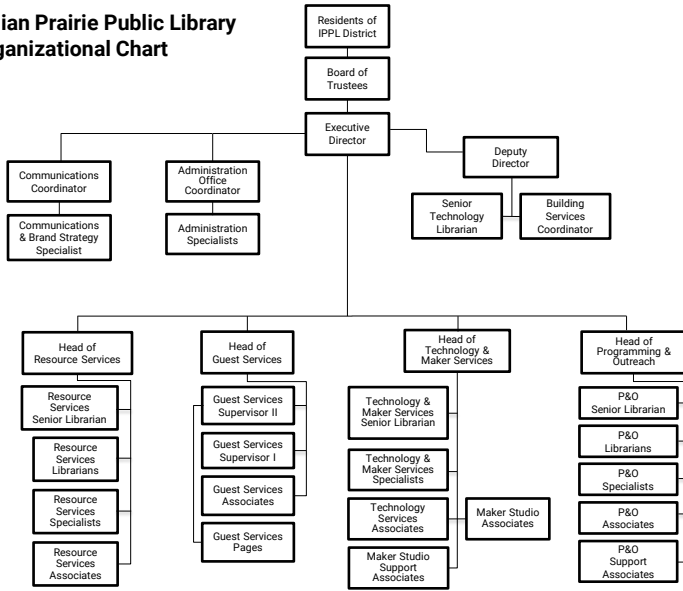 ian Prairie Public Library
ganizational Chart
Residents of
IPPL District
Board of
Trustees
Executive
Director
Communications
Coordinator
Communications
& Brand Strategy
Specialist
Administration
Office
Coordinator
Administration
Specialists
Deputy
Director
Senior
Technology
Librarian
Building
Services
Coordinator
Head of
Resource Services
Resource
Services
Senior Librarian
Resource
Services
Librarians
Resource
Services
Specialists
Resource
Services
Associates
Head of
Guest Services
Guest Services
Supervisor II
Guest Services
Supervisor I
Guest Services
Associates
Guest Services
Pages
Head of
Technology &
Maker Services
Technology &
Maker Services
Senior Librarian
Technology &
Maker Services
Specialists
Technology
Services
Associates
Maker Studio
Associates
Maker Studio
Support
Associates
Head of
Programming &
Outreach
P&O
Senior Librarian
P&O
Librarians
P&O
Specialists
P&O
Associates
P&O
Support
Associates